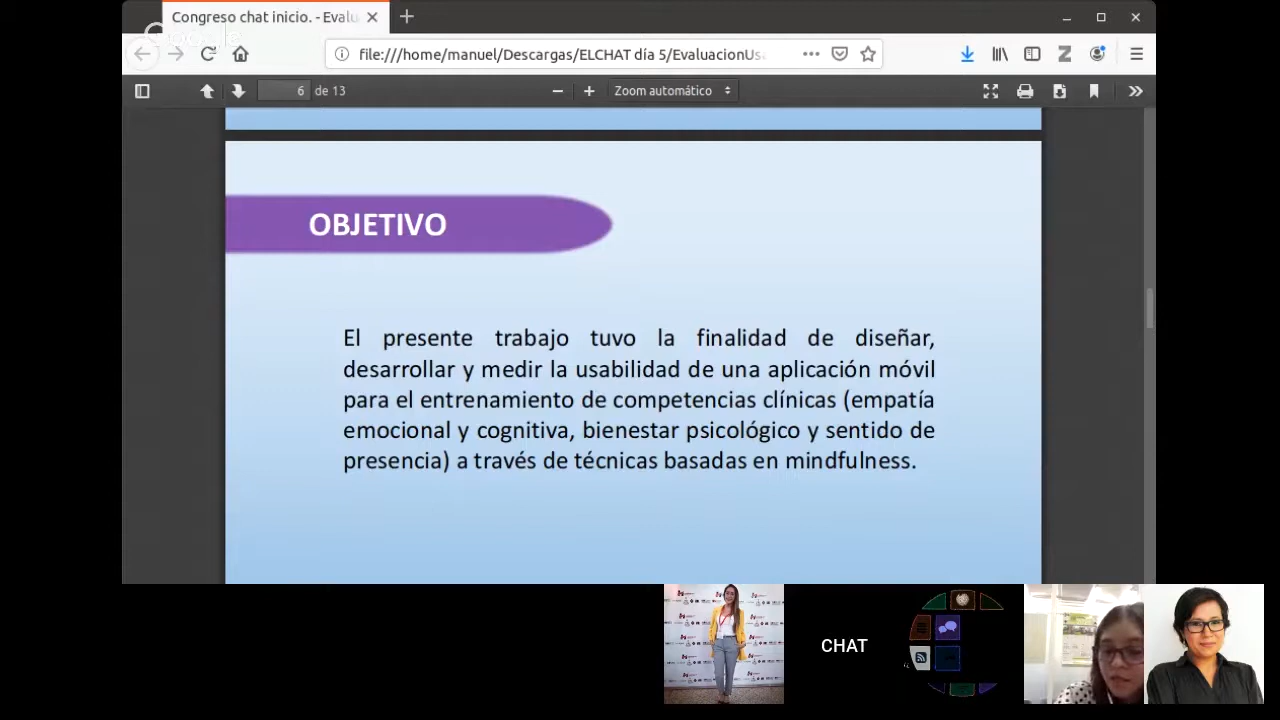 Congreso chat inicio. - Evalu
Google
file:///home/manuel/Descargas/ELCHAT día 5/EvaluacionUsa
6 de 13
Zoom automático
OBJETIVO
El presente trabajo tuvo la finalidad de diseñar,
desarrollar y medir la usabilidad de una aplicación móvil
para el entrenamiento de competencias clínicas (empatía
emocional y cognitiva, bienestar psicológico y sentido de
presencia) a través de técnicas basadas en mindfulness.
CHAT